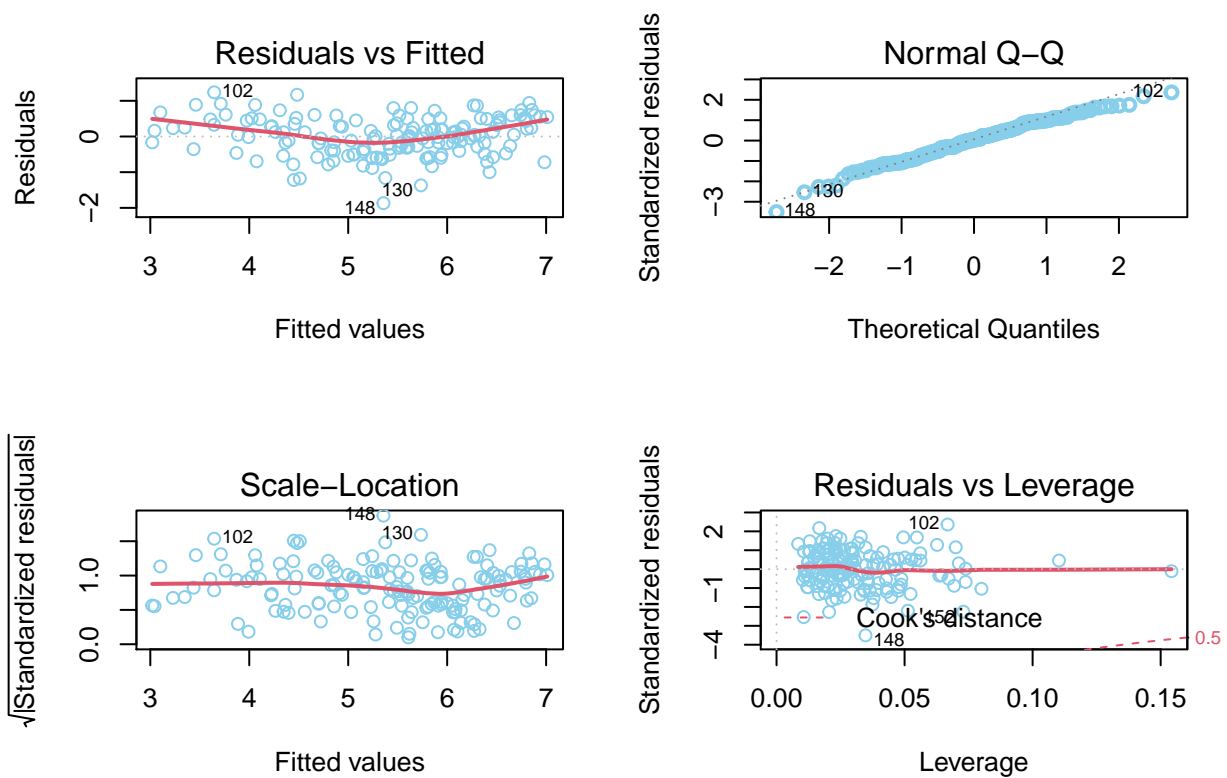 Residuals vs Fitted
Residuals
0
−2
102
130
148
3 4 5 6 7
Fitted values
Normal Q−Q
Standardized residuals
2
0
−3
102
130
148
−2 −1 0 1 2
Theoretical Quantiles
Scale−Location
√|Standardized residuals|
1.0
0.0
148
102
130
3 4 5 6 7
Fitted values
Residuals vs Leverage
Standardized residuals
2
−1
−4
102
152
Cook's distance
148
0.5
0.00 0.05 0.10 0.15
Leverage